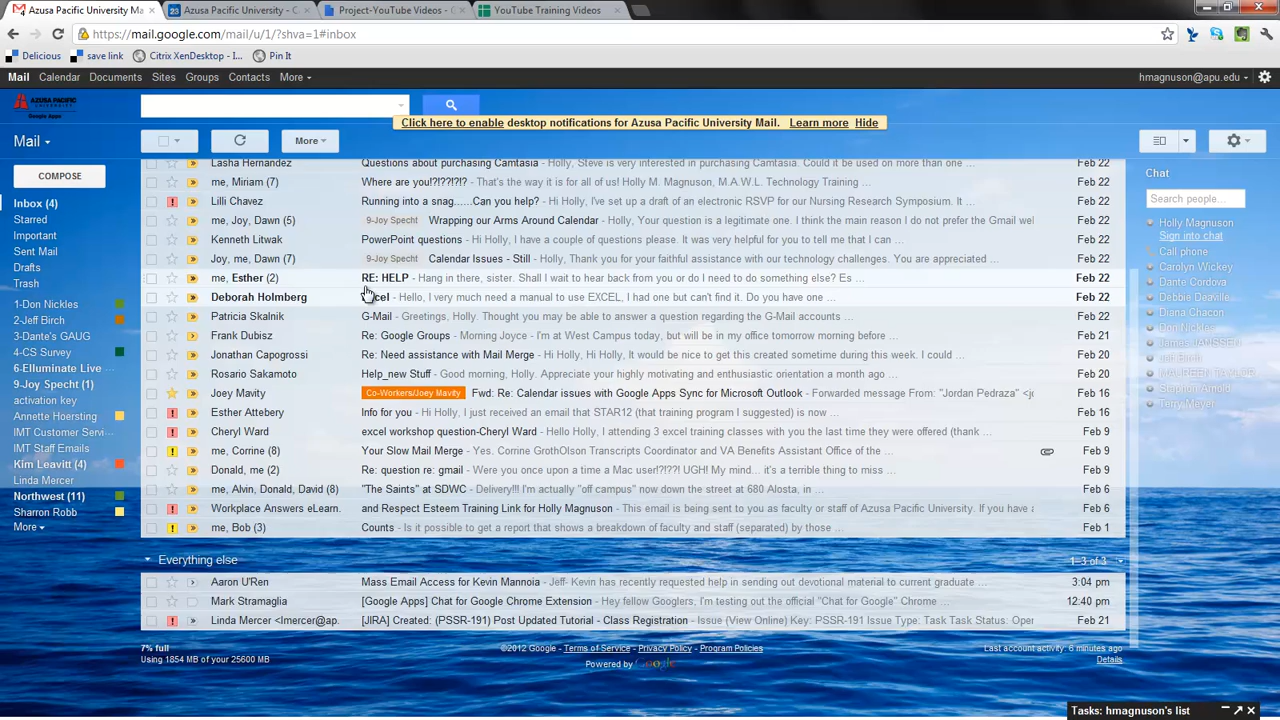 Azusa Pacific University Ma
Azusa Pacific University - C
Project-YouTube Videos - G
YouTube Training Videos
https://mail.google.com/mail/u/1/?shva=1#inbox
Delicious
save link
Citrix XenDesktop - I...
Pin It
Mail Calendar Documents Sites Groups Contacts More
hmagnuson@apu.edu
AZUSA PACIFIC
UNIVERSITY
Google Apps
Click here to enable desktop notifications for Azusa Pacific University Mail. Learn more Hide
Mail
More
COMPOSE
Inbox (4)
Starred
Important
Sent Mail
Drafts
Trash
1-Don Nickles
2-Jeff Birch
3-Dante's GAUG
4-CS Survey
6-Elluminate Live ...
9-Joy Specht (1)
activation key
Annette Hoersting
IMT Customer Servi...
IMT Staff Emails
Kim Leavitt (4)
Linda Mercer
Northwest (11)
Sharon Robb
More
Lasha Hernandez Questions about purchasing Camtasia - Holly, Steve is very interested in purchasing Camtasia. Could it be used on more than one ... Feb 22
me, Miriam (7) Where are you!?!??!?!? - That's the way it is for all of us! Holly M. Magnuson, M.A.W.L. Technology Training ... Feb 22
Lilli Chavez Running into a snag......Can you help? - Hi Holly, I've set up a draft of an electronic RSVP for our Nursing Research Symposium. It ... Feb 22
me, Joy, Dawn (5) 9-Joy Specht Wrapping our Arms Around Calendar - Holly, Your question is a legitimate one. I think the main reason I do not prefer the Gmail wel Feb 22
Kenneth Litwak PowerPoint questions - Hi Holly, I have a couple of questions please. It was very helpful for you to tell me that I can ... Feb 22
Joy, me, Dawn (7) 9-Joy Specht Calendar Issues - Still - Holly, Thank you for your faithful assistance with our technology challenges. You are appreciated ... Feb 22
me, Esther (2) RE: HELP - Hang in there, sister. Shall I wait to hear back from you or do I need to do something else? Es ... Feb 22
Deborah Holmberg Excel - Hello, I very much need a manual to use EXCEL, I had one but can't find it. Do you have one ... Feb 22
Patricia Skalnik G-Mail - Greetings, Holly. Thought you may be able to answer a question regarding the G-Mail accounts ... Feb 22
Frank Dubisz Re: Google Groups - Morning Joyce - I'm at West Campus today, but will be in my office tomorrow before ... Feb 21
Jonathan Capogrossi Re: Need assistance with Mail Merge - Hi Holly, Hi Holly, It would be nice to get this created sometime during this week. I could ... Feb 20
Rosario Sakamoto Help_new Stuff - Good morning, Holly. Appreciate your highly motivating and enthusiastic orientation a month ago ... Feb 20
Joey Mavity Co-Workers/Joey Mavity Fwd: Re: Calendar issues with Google Apps Sync for Microsoft Outlook - Forwarded message From: "Jordan Pedraza" <jo Feb 16
Esther Attebery Info for you - Hi Holly, I just received an email that STAR12 (that training program I suggested) is now ... Feb 16
Cheryl Ward excel workshop question-Cheryl Ward - Hello Holly, I attending 3 excel training classes with you the last time they were offered (thank ... Feb 9
me, Corrine (8) Your Slow Mail Merge - Yes. Corrine GrothOlson Transcripts Coordinator and VA Benefits Assistant Office of the ... Feb 9
Donald, me (2) Re: question re: gmail - Were you once upon a time a Mac user!?!??! UGH! My mind... it's a terrible thing to miss ... Feb 9
me, Alvin, Donald, David (8) "The Saints" at SDWC - Delivery!!! I'm actually "off campus" now down the street at 680 Alosta, in ... Feb 6
Workplace Answers eLearn. and Respect Esteem Training Link for Holly Magnuson - This email is being sent to you as faculty or staff of Azusa Pacific University. If you have a Feb 6
me, Bob (3) Counts - Is it possible to get a report that shows a breakdown of faculty and staff (separated) by those ... Feb 1
Everything else 1–3 of 3
Aaron U'Ren Mass Email Access for Kevin Mannoia - Jeff- Kevin recently requested help in sending out devotional material to current graduate ... 3:04 pm
Mark Stramaglia [Google Apps] Chat for Google Chrome Extension - Hey fellow Googlers, I'm testing out the official "Chat for Google" Chrome ... 12:40 pm
Linda Mercer <lmercer@ap. [JIRA] Created: (PSSR-191) Post Updated Tutorial - Class Registration - Issue (View Online) Key: PSSR-191 Issue Type: Task Task Status: Open Feb 21
7% full
Using 1854 MB of your 25600 MB
©2012 Google - Terms of Service - Privacy Policy - Program Policies
Powered by Google
Last account activity: 6 minutes ago
Details
Chat
Search people...
Holly Magnuson
Sign into chat
Call phone
Carolyn Wickey
Dante Cordova
Debbie Deaville
Diana Chacon
Don Nickles
James JANSSEN
Jeff Birch
MAUREEN TAYLOR
Stephen Arnold
Terry Meyer
Tasks: hmagnuson's list